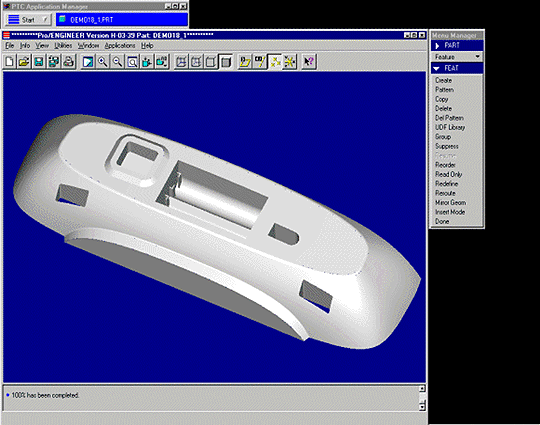 PTC Application Manager
Start
DEMO18_1.PRT
**********Pro/ENGINEER Version H-03-39 Part: DEMO18_1**********
File Info View Utilities Window Applications Help
Menu Manager
PART
Feature
FEAT
Create
Pattern
Copy
Delete
Del Pattern
UDF Library
Group
Suppress
Resume
Reorder
Read Only
Redefine
Reroute
Mirror Geom
Insert Mode
Done
100% has been completed.